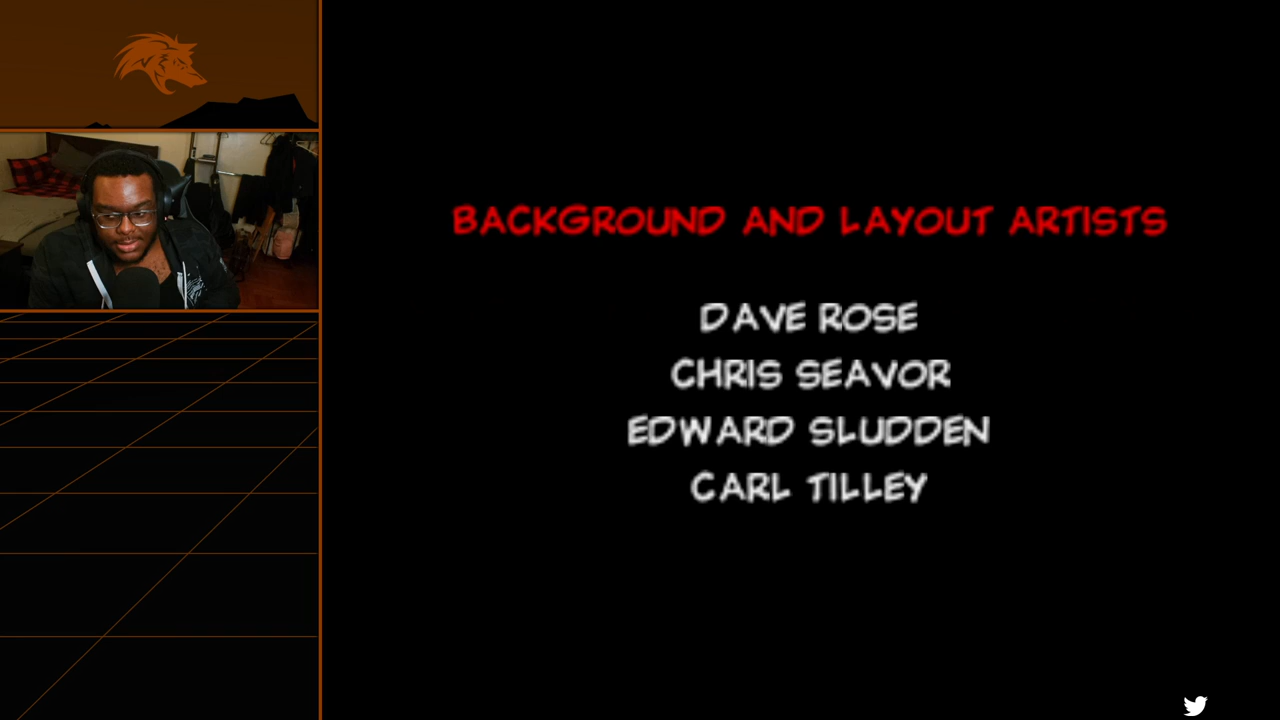 BACKGROUND AND LAYOUT ARTISTS
DAVE ROSE
CHRIS SEAVOR
EDWARD SLUDDEN
CARL TILLEY